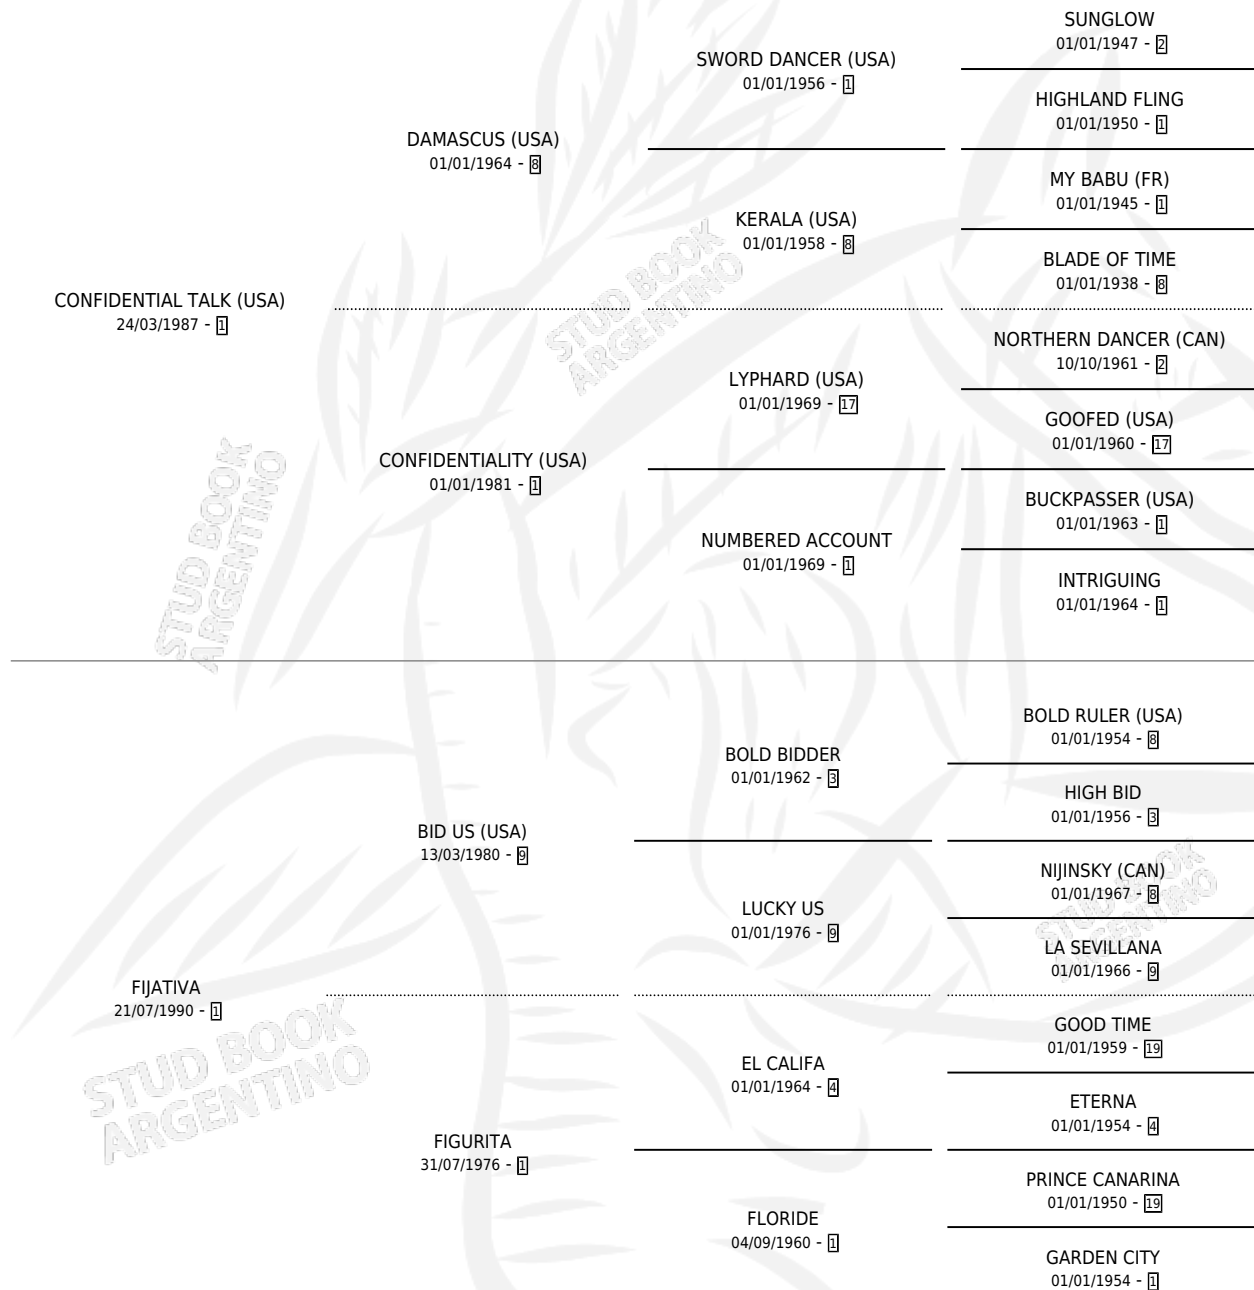 SUNGLOW
01/01/1947 - 2
SWORD DANCER (USA)
01/01/1956 - 1
HIGHLAND FLING
01/01/1950 - 1
DAMASCUS (USA)
01/01/1964 - 8
MY BABU (FR)
01/01/1945 - 1
KERALA (USA)
01/01/1958 - 8
BLADE OF TIME
01/01/1938 - 8
CONFIDENTIAL TALK (USA)
24/03/1987 - 1
NORTHERN DANCER (CAN)
10/10/1961 - 2
LYPHARD (USA)
01/01/1969 - 17
GOOFED (USA)
01/01/1960 - 17
CONFIDENTIALITY (USA)
01/01/1981 - 1
BUCKPASSER (USA)
01/01/1963 - 1
NUMBERED ACCOUNT
01/01/1969 - 1
INTRIGUING
01/01/1964 - 1
BOLD RULER (USA)
01/01/1954 - 8
BOLD BIDDER
01/01/1962 - 3
HIGH BID
01/01/1956 - 3
BID US (USA)
13/03/1980 - 9
NIJINSKY (CAN)
01/01/1967 - 8
LUCKY US
01/01/1976 - 9
LA SEVILLANA
01/01/1966 - 9
FIJATIVA
21/07/1990 - 1
GOOD TIME
01/01/1959 - 19
EL CALIFA
01/01/1964 - 4
ETERNA
01/01/1954 - 4
FIGURITA
31/07/1976 - 1
PRINCE CANARINA
01/01/1950 - 19
FLORIDE
04/09/1960 - 1
GARDEN CITY
01/01/1954 - 1
STUD BOOK
ARGENTINO
STUD BOOK
ARGENTINO
STUD BOOK
ARGENTINO
STUD BOOK
ARGENTINO